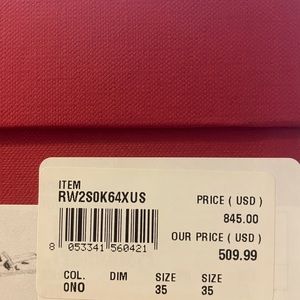 ITEM
RW2S0K64XUS
PRICE ( USD )
845.00
8 053341 560421
OUR PRICE ( USD )
509.99
COL. DIM SIZE SIZE
0NO 35 35